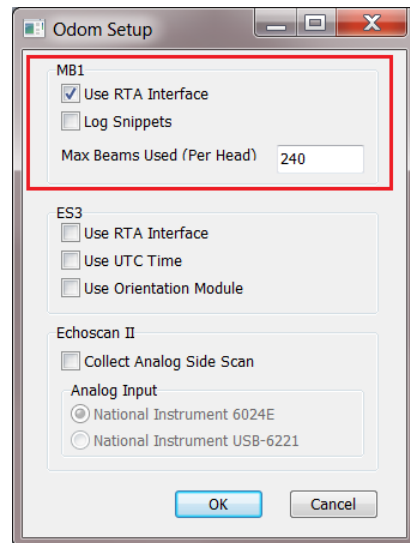 Odom Setup
MB1
Use RTA Interface
Log Snippets
Max Beams Used (Per Head) 240
ES3
Use RTA Interface
Use UTC Time
Use Orientation Module
Echoscan II
Collect Analog Side Scan
Analog Input
National Instrument 6024E
National Instrument USB-6221
OK Cancel